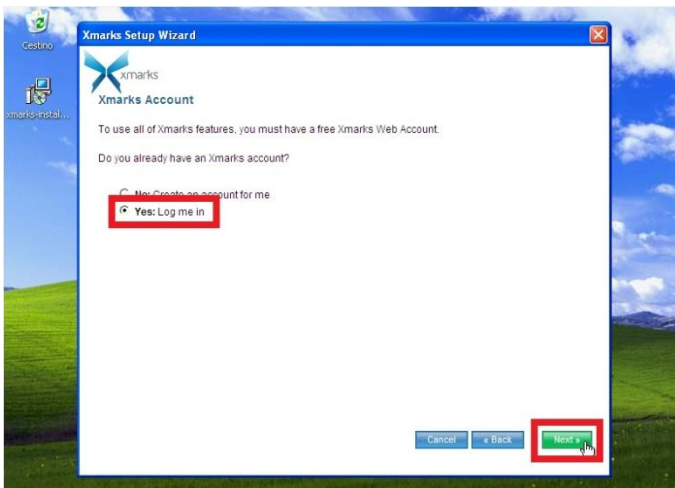 Cestino
xmarks-instal...
Xmarks Setup Wizard
xmarks
Xmarks Account
To use all of Xmarks features, you must have a free Xmarks Web Account.
Do you already have an Xmarks account?
No: Create an account for me
Yes: Log me in
Cancel
« Back
Next »